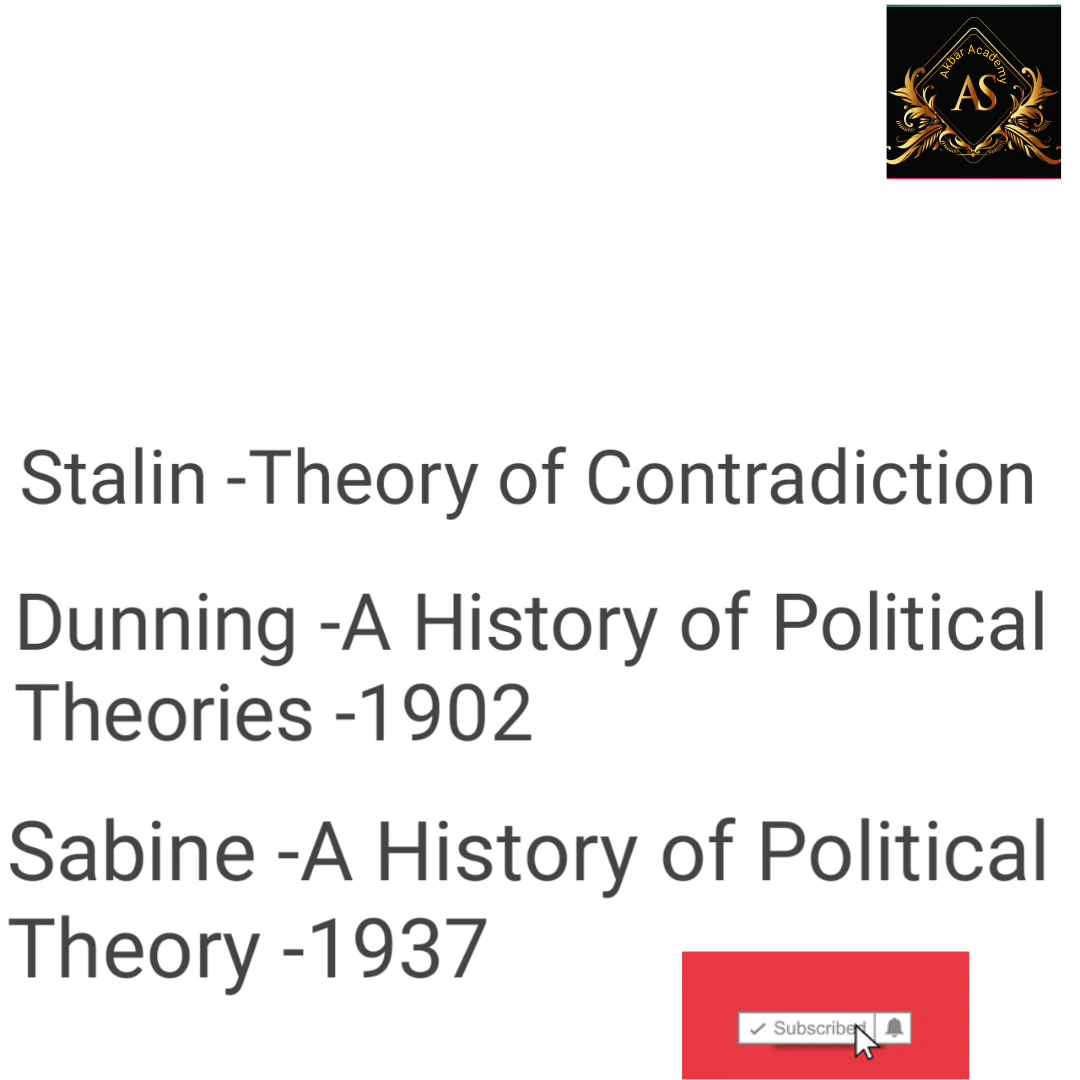 Akbar Academy
AS
Stalin -Theory of Contradiction
Dunning -A History of Political
Theories -1902
Sabine -A History of Political
Theory -1937
Subscribed